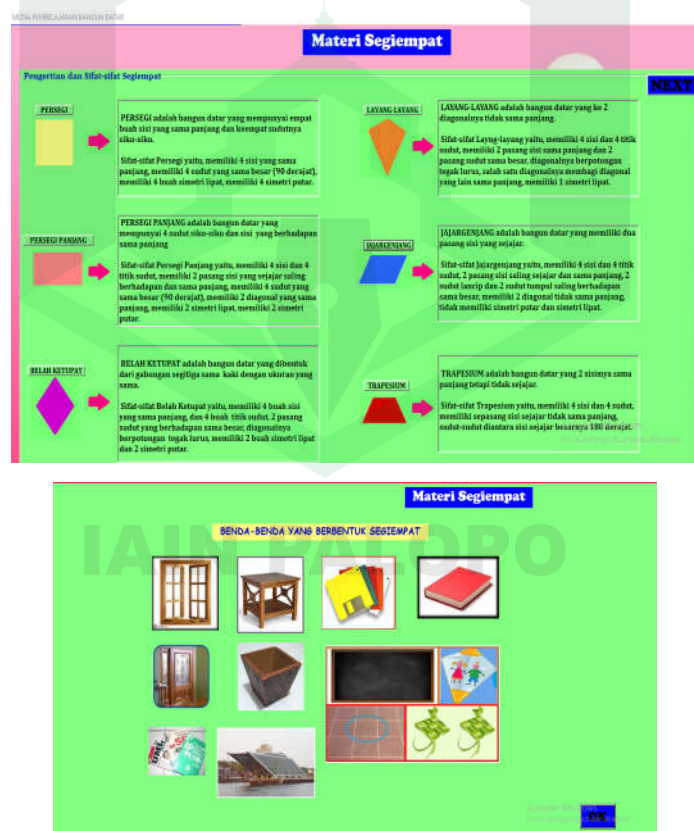 MEDIA PEMBELAJARAN BANGUN DATAR
Materi Segiempat
Pengertian dan Sifat-sifat Segiempat
NEXT
PERSEGI
PERSEGI adalah bangun datar yang mempunyai empat
buah sisi yang sama panjang dan keempat sudutnya
siku-siku.
Sifat-sifat Persegi yaitu, memiliki 4 sisi yang sama
panjang, memiliki 4 sudut yang sama besar (90 derajat),
memiliki 4 buah simetri lipat, memiliki 4 simetri putar.
LAYANG-LAYANG
LAYANG-LAYANG adalah bangun datar yang ke 2
diagonalnya tidak sama panjang.
Sifat-sifat Layng-layang yaitu, memiliki 4 sisi dan 4 titik
sudut, memiliki 2 pasang sisi sama panjang dan 2
pasang sudut sama besar, diagonalnya berpotongan
tegak lurus, salah satu diagonalnya membagi diagonal
yang lain sama panjang, memiliki 1 simetri lipat.
PERSEGI PANJANG
PERSEGI PANJANG adalah bangun datar yang
mempunyai 4 sudut siku-siku dan sisi yang berhadapan
sama panjang
Sifat-sifat Persegi Panjang yaitu, memiliki 4 sisi dan 4
titik sudut, memiliki 2 pasang sisi yang sejajar saling
berhadapan dan sama panjang, memiliki 4 sudut yang
sama besar (90 derajat), memiliki 2 diagonal yang sama
panjang, memiliki 2 simetri lipat, memiliki 2 simetri
putar.
JAJARGENJANG
JAJARGENJANG adalah bangun datar yang memiliki dua
pasang sisi yang sejajar.
Sifat-sifat Jajargenjang yaitu, memiliki 4 sisi dan 4 titik
sudut, 2 pasang sisi saling sejajar dan sama panjang, 2
sudut lancip dan 2 sudut tumpul saling berhadapan
sama besar, memiliki 2 diagonal tidak sama panjang,
tidak memiliki simetri putar dan simetri lipat.
BELAH KETUPAT
BELAH KETUPAT adalah bangun datar yang dibentuk
dari gabungan segitiga sama kaki dengan ukuran yang
sama.
Sifat-sifat Belah Ketupat yaitu, memiliki 4 buah sisi
yang sama panjang, dan 4 buah titik sudut, 2 pasang
sudut yang berhadapan sama besar, diagonalnya
berpotongan tegak lurus, memiliki 2 buah simetri lipat
dan 2 simetri putar.
TRAPESIUM
TRAPESIUM adalah bangun datar yang 2 sisinya sama
panjang tetapi tidak sejajar.
Sifat-sifat Trapesium yaitu, memiliki 4 sisi dan 4 sudut,
memiliki sepasang sisi sejajar tidak sama panjang,
sudut-sudut diantara sisi sejajar besarnya 180 derajat.
Materi Segiempat
BENDA-BENDA YANG BERBENTUK SEGIEMPAT
IAIN PALOPO
OK